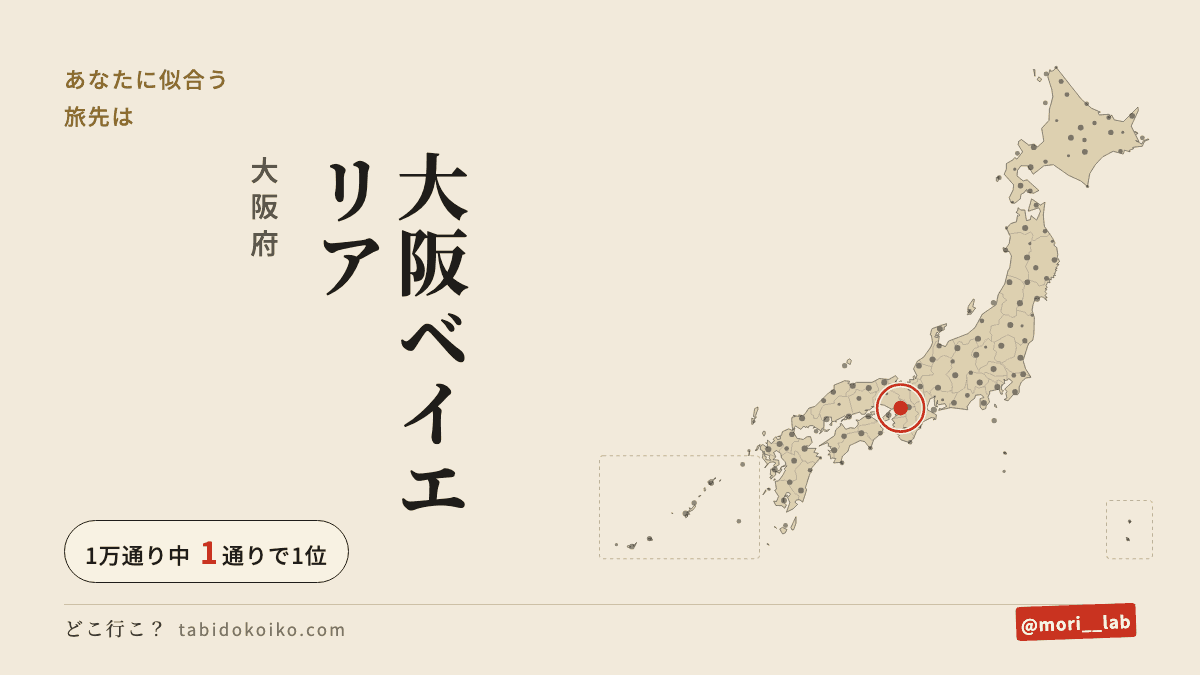 あなたに似合う
旅先は
大阪ベイエ
リア
大阪府
1万通り中 1通りで1位
どこ行こ？ tabidokoiko.com
@mori__lab